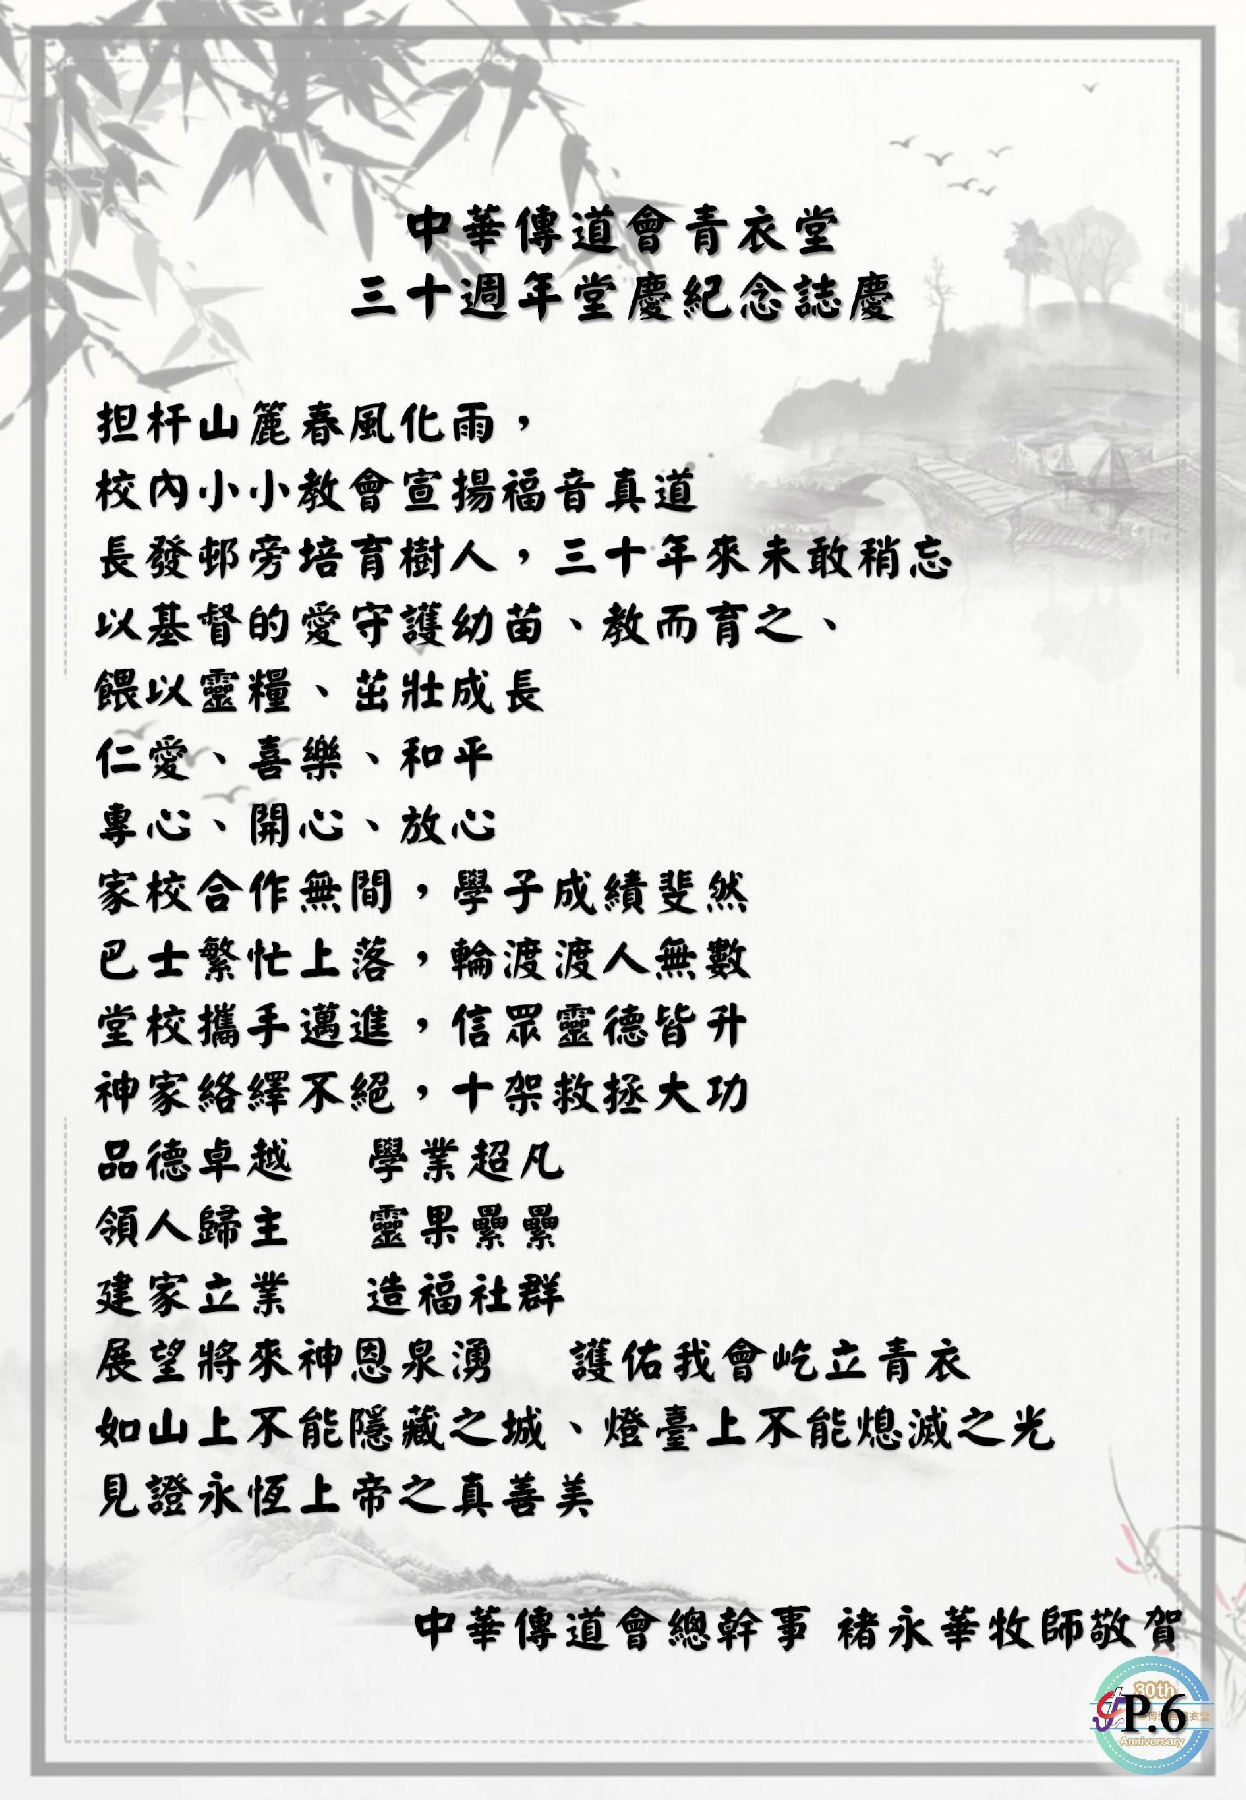 中華傳道會青衣堂
三十週年堂慶紀念誌慶
担杆山麓春風化雨，
校內小小教會宣揚福音真道
長發邨旁培育樹人，三十年來未敢稍忘
以基督的愛守護幼苗、教而育之、
餵以靈糧、茁壯成長
仁愛、喜樂、和平
專心、開心、放心
家校合作無間，學子成績斐然
巴士繁忙上落，輪渡渡人無數
堂校攜手邁進，信眾靈德皆升
神家絡繹不絕，十架救拯大功
品德卓越 學業超凡
領人歸主 靈果纍纍
建家立業 造福社群
展望將來神恩泉湧 護佑我會屹立青衣
如山上不能隱藏之城、燈臺上不能熄滅之光
見證永恆上帝之真善美
中華傳道會總幹事 褚永華牧師敬賀
30th
P.6
Anniversary